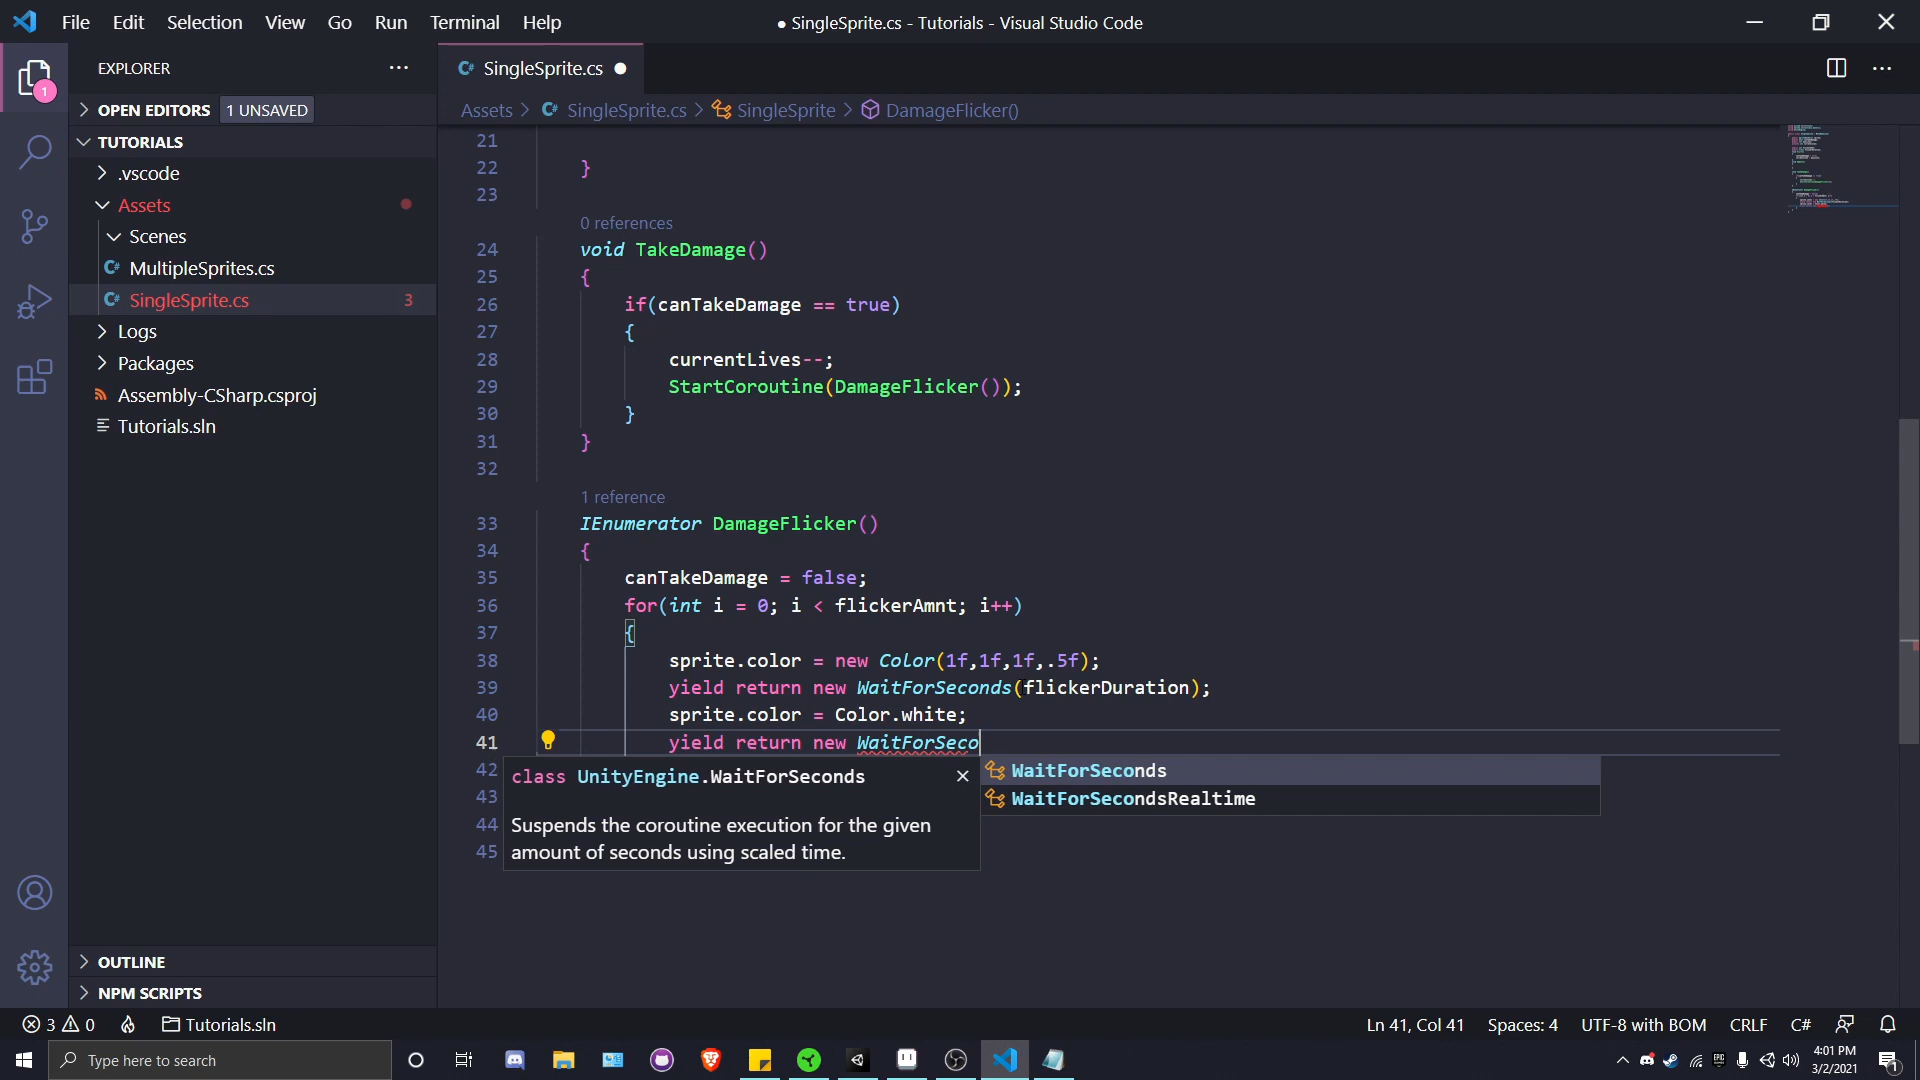 File Edit Selection View Go Run Terminal Help
● SingleSprite.cs - Tutorials - Visual Studio Code
EXPLORER
1
OPEN EDITORS 1 UNSAVED
TUTORIALS
.vscode
Assets
Scenes
MultipleSprites.cs
SingleSprite.cs 3
Logs
Packages
Assembly-CSharp.csproj
Tutorials.sln
OUTLINE
NPM SCRIPTS
SingleSprite.cs ●
Assets > SingleSprite.cs > SingleSprite > DamageFlicker()
21
22 }
23
0 references
24 void TakeDamage()
25 {
26 if(canTakeDamage == true)
27 {
28 currentLives--;
29 StartCoroutine(DamageFlicker());
30 }
31 }
32
1 reference
33 IEnumerator DamageFlicker()
34 {
35 canTakeDamage = false;
36 for(int i = 0; i < flickerAmnt; i++)
37 {
38 sprite.color = new Color(1f,1f,1f,.5f);
39 yield return new WaitForSeconds(flickerDuration);
40 sprite.color = Color.white;
41 yield return new WaitForSeco
42
43
44
45
class UnityEngine.WaitForSeconds
Suspends the coroutine execution for the given
amount of seconds using scaled time.
WaitForSeconds
WaitForSecondsRealtime
3 0 Tutorials.sln
Ln 41, Col 41 Spaces: 4 UTF-8 with BOM CRLF C#
Type here to search
4:01 PM
3/2/2021
1